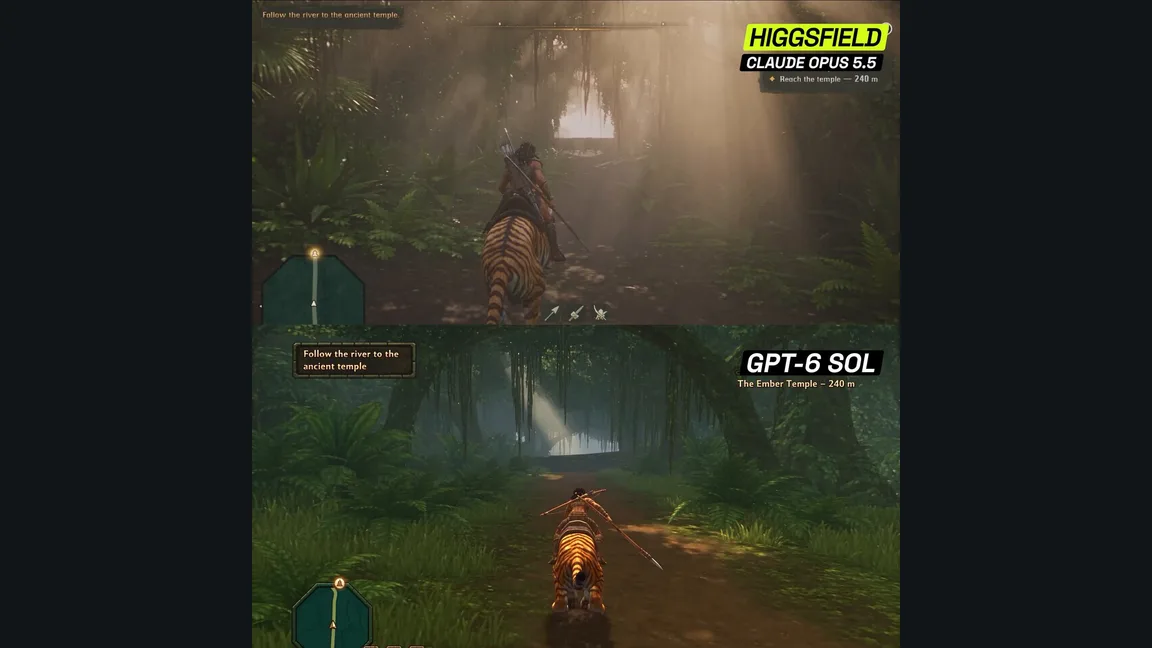 Follow the river to the ancient temple.
HIGGSFIELD
CLAUDE OPUS 5.5
Reach the temple — 240 m
Follow the river to the
ancient temple
GPT-6 SOL
The Ember Temple – 240 m